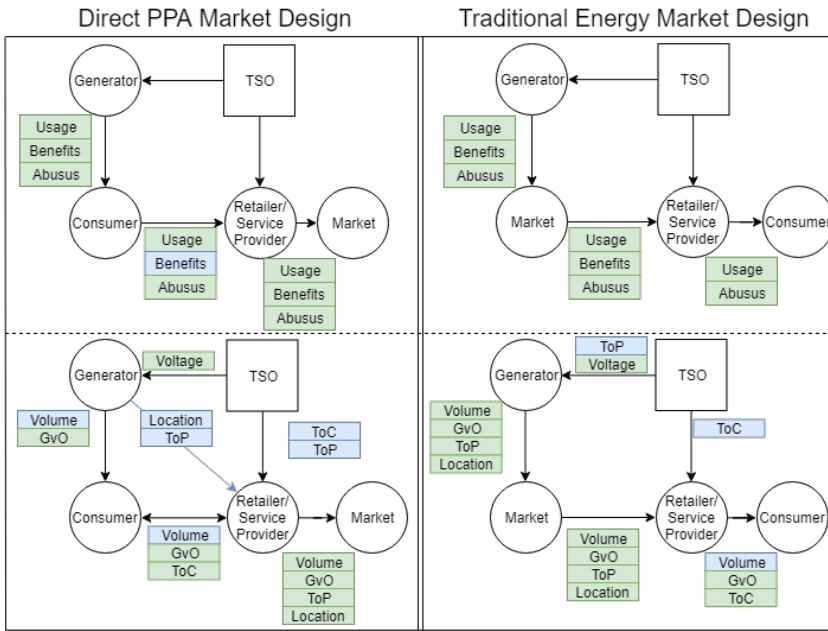 Direct PPA Market Design
Traditional Energy Market Design
Generator
TSO
Usage
Benefits
Abusus
Consumer
Retailer/
Service
Provider
Market
Usage
Benefits
Abusus
Usage
Benefits
Abusus
Generator
TSO
Usage
Benefits
Abusus
Market
Retailer/
Service
Provider
Consumer
Usage
Benefits
Abusus
Usage
Abusus
Generator
Voltage
TSO
Volume
GvO
Location
ToP
ToC
ToP
Consumer
Retailer/
Service
Provider
Market
Volume
GvO
ToC
Volume
GvO
ToP
Location
Generator
ToP
Voltage
TSO
Volume
GvO
ToP
Location
ToC
Market
Retailer/
Service
Provider
Consumer
Volume
GvO
ToP
Location
Volume
GvO
ToC